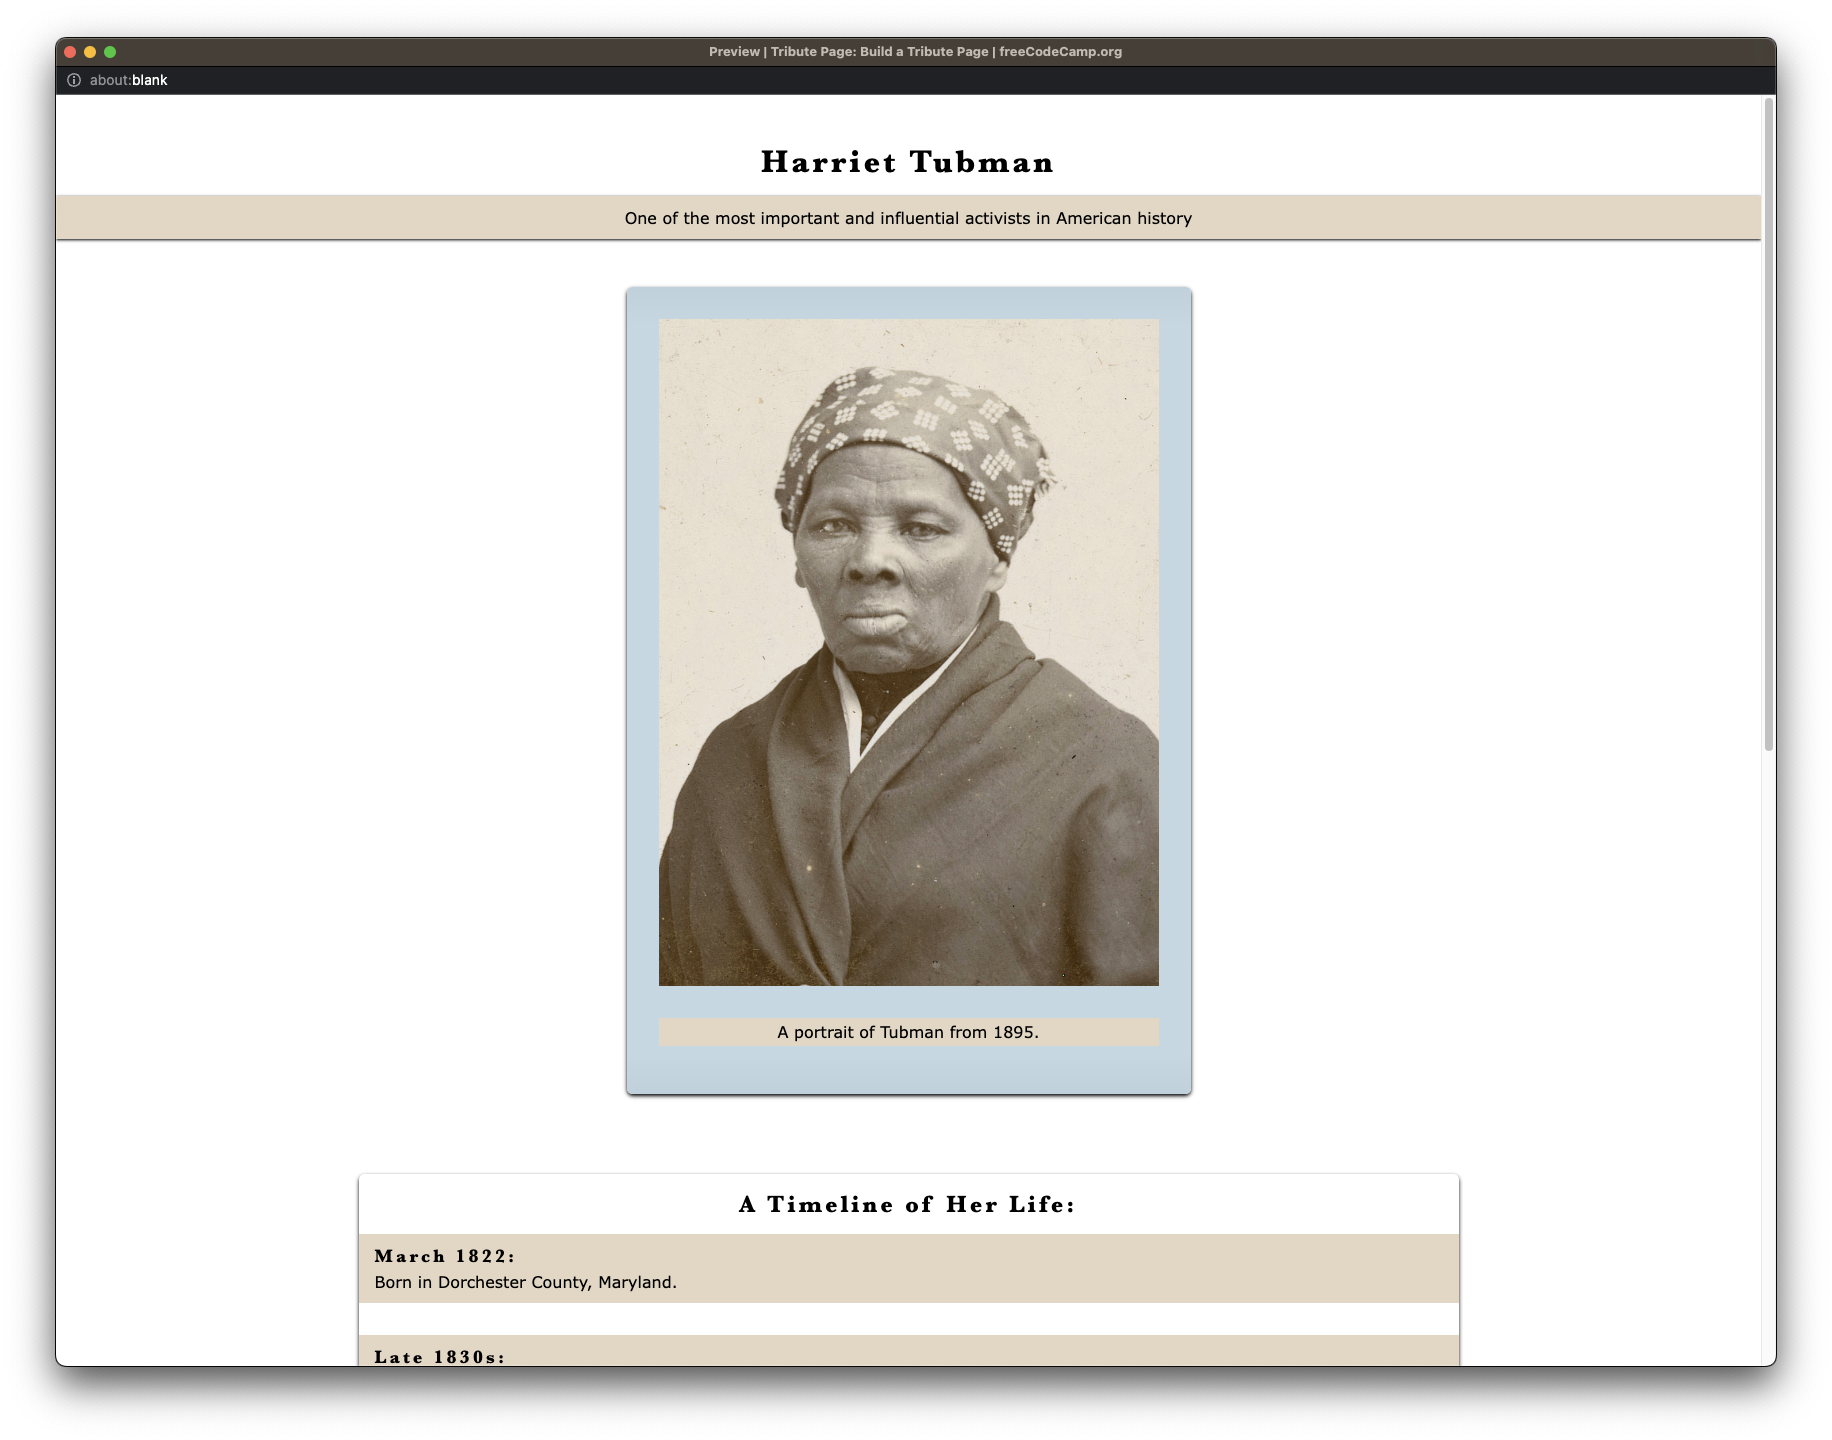 Preview | Tribute Page: Build a Tribute Page | freeCodeCamp.org
about:blank
Harriet Tubman
One of the most important and influential activists in American history
A portrait of Tubman from 1895.
A Timeline of Her Life:
March 1822:
Born in Dorchester County, Maryland.
Late 1830s: